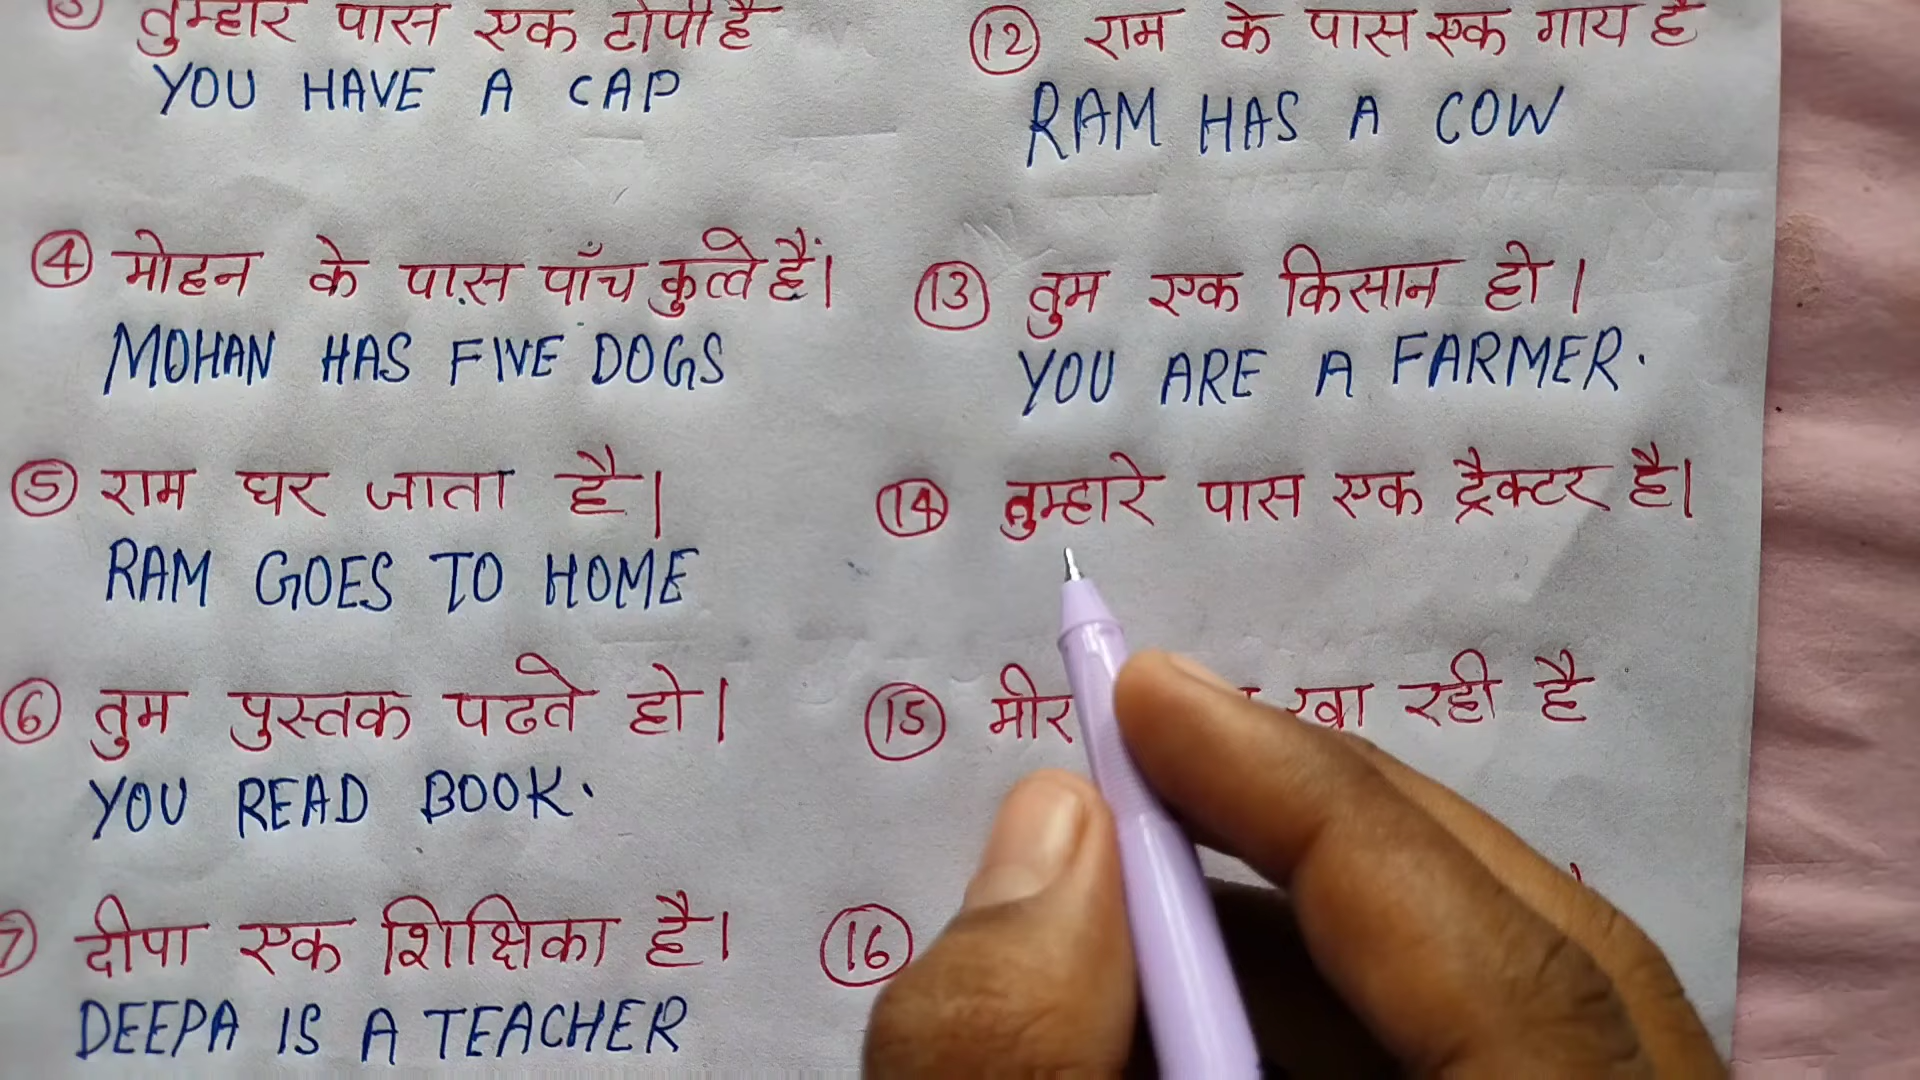 ③ तुम्हारे पास एक टोपी है
YOU HAVE A CAP
④ मोहन के पास पाँच कुत्ते हैं।
MOHAN HAS FIVE DOGS
⑤ राम घर जाता है।
RAM GOES TO HOME
⑥ तुम पुस्तक पढते हो।
YOU READ BOOK.
⑦ दीपा एक शिक्षिका है।
DEEPA IS A TEACHER
⑫ राम के पास एक गाय है
RAM HAS A COW
⑬ तुम एक किसान हो।
YOU ARE A FARMER.
⑭ तुम्हारे पास एक ट्रैक्टर है।
⑮ खा रही है
⑯